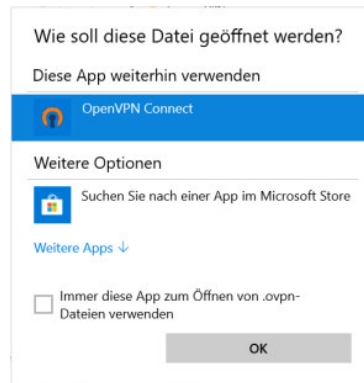 Wie soll diese Datei geöffnet werden?
Diese App weiterhin verwenden
OpenVPN Connect
Weitere Optionen
Suchen Sie nach einer App im Microsoft Store
Weitere Apps ↓
Immer diese App zum Öffnen von .ovpn-
Dateien verwenden
OK